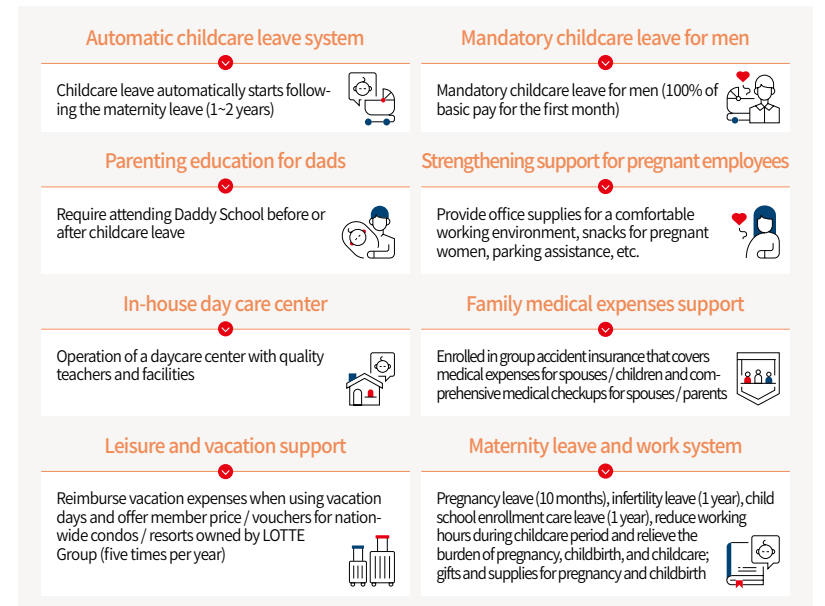 Automatic childcare leave system
Childcare leave automatically starts follow-
ing the maternity leave (1~2 years)
Mandatory childcare leave for men
Mandatory childcare leave for men (100% of
basic pay for the first month)
Parenting education for dads
Require attending Daddy School before or
after childcare leave
Strengthening support for pregnant employees
Provide office supplies for a comfortable
working environment, snacks for pregnant
women, parking assistance, etc.
In-house day care center
Operation of a daycare center with quality
teachers and facilities
Family medical expenses support
Enrolled in group accident insurance that covers
medical expenses for spouses / children and com-
prehensive medical checkups for spouses / parents
Leisure and vacation support
Reimburse vacation expenses when using vacation
days and offer member price / vouchers for nation-
wide condos / resorts owned by LOTTE
Group (five times per year)
Maternity leave and work system
Pregnancy leave (10 months), infertility leave (1 year), child
school enrollment care leave (1 year), reduce working
hours during childcare period and relieve the
burden of pregnancy, childbirth, and childcare;
gifts and supplies for pregnancy and childbirth